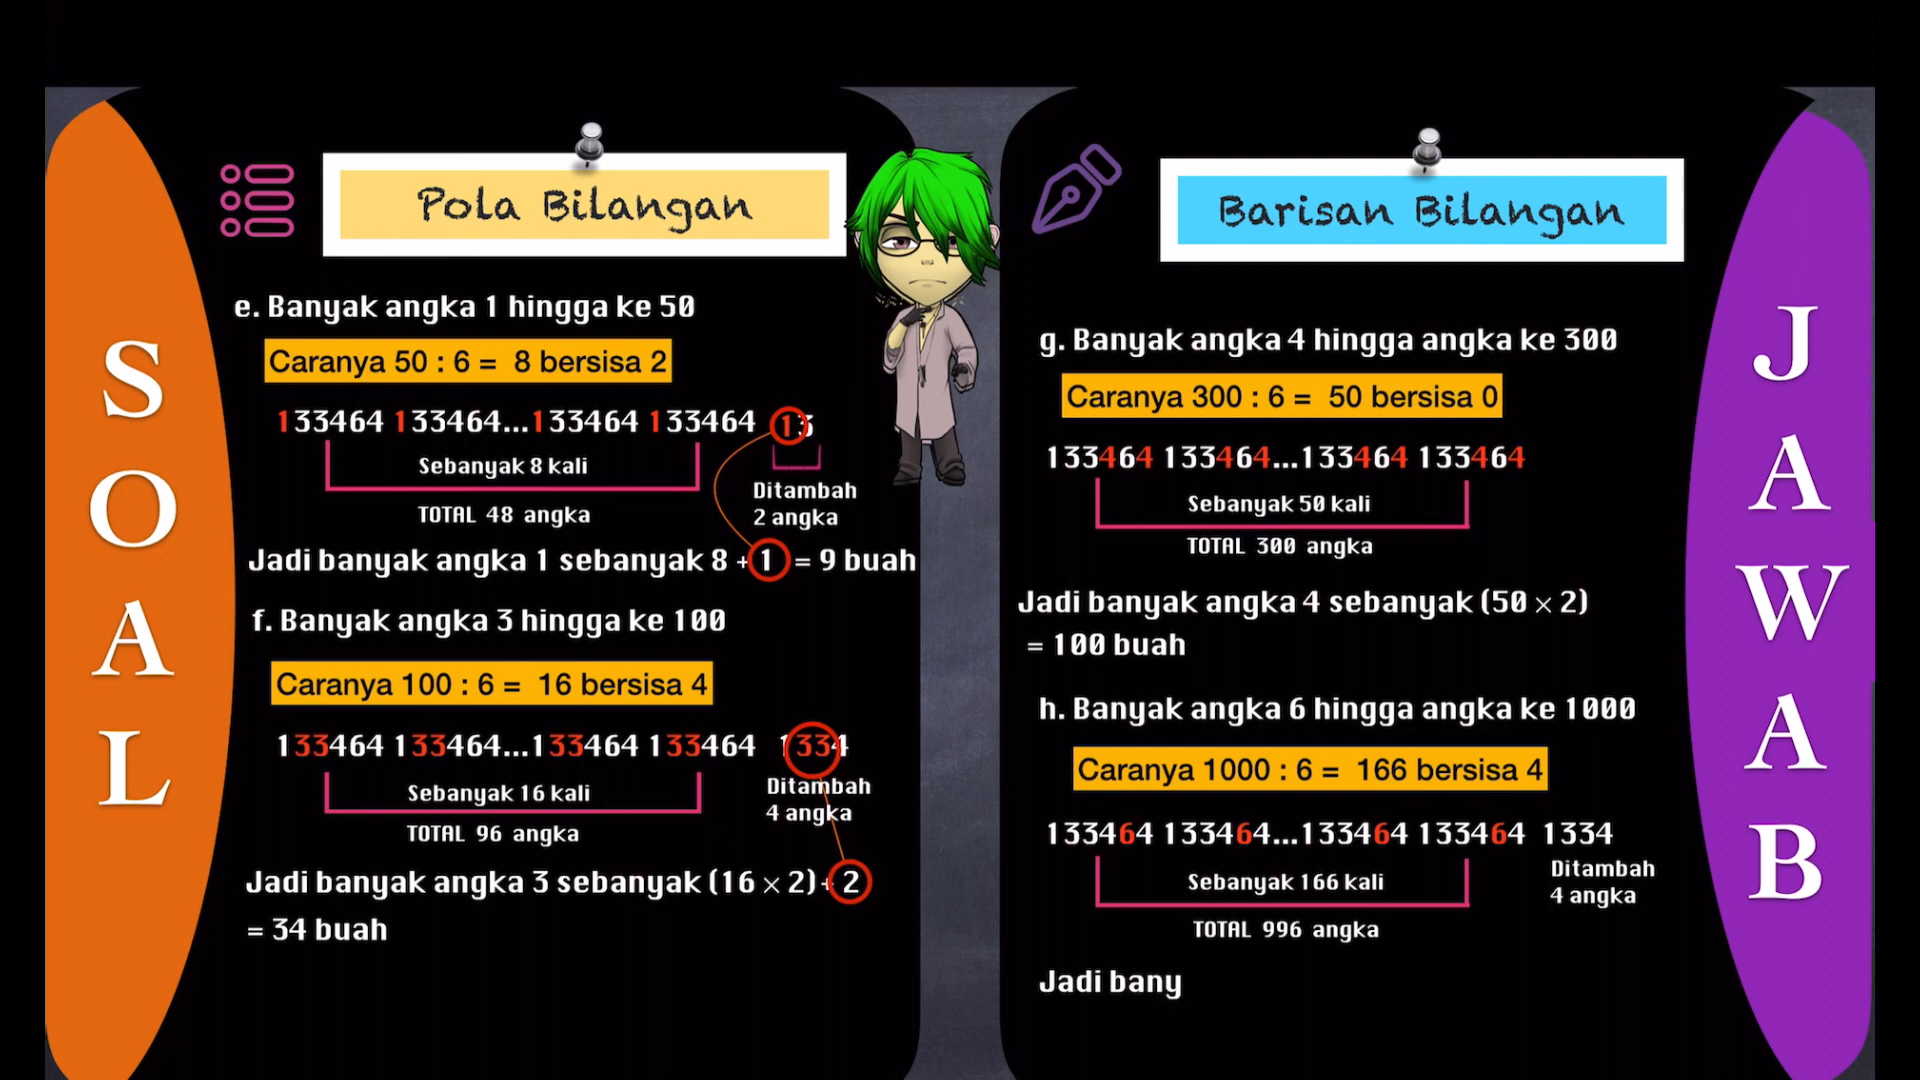 SOAL
Pola Bilangan
e. Banyak angka 1 hingga ke 50
Caranya 50 : 6 = 8 bersisa 2
133464 133464...133464 133464 13
Sebanyak 8 kali
TOTAL 48 angka
Ditambah
2 angka
Jadi banyak angka 1 sebanyak 8 + 1 = 9 buah
f. Banyak angka 3 hingga ke 100
Caranya 100 : 6 = 16 bersisa 4
133464 133464...133464 133464 1334
Sebanyak 16 kali
TOTAL 96 angka
Ditambah
4 angka
Jadi banyak angka 3 sebanyak (16 × 2) + 2
= 34 buah
Barisan Bilangan
g. Banyak angka 4 hingga angka ke 300
Caranya 300 : 6 = 50 bersisa 0
133464 133464...133464 133464
Sebanyak 50 kali
TOTAL 300 angka
Jadi banyak angka 4 sebanyak (50 × 2)
= 100 buah
h. Banyak angka 6 hingga angka ke 1000
Caranya 1000 : 6 = 166 bersisa 4
133464 133464...133464 133464 1334
Sebanyak 166 kali
TOTAL 996 angka
Ditambah
4 angka
Jadi bany
JAWAB